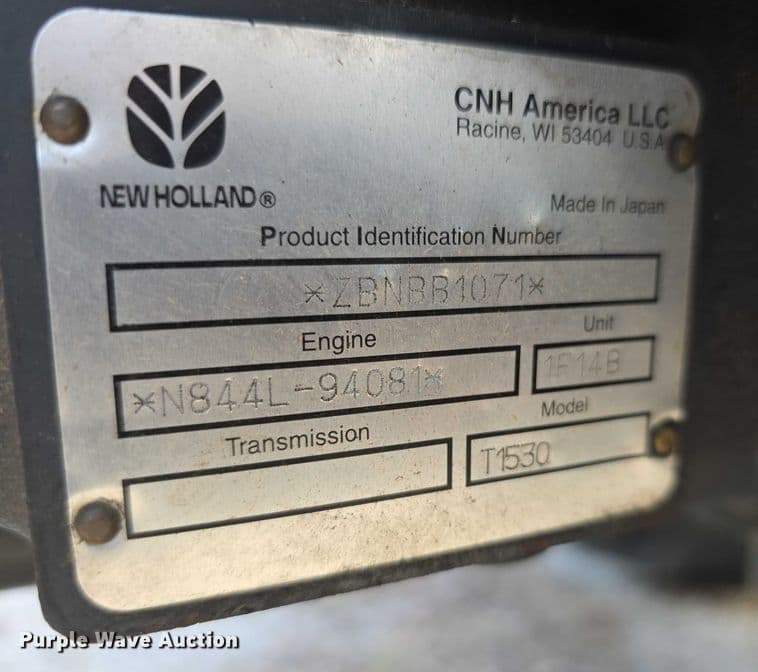 CNH America LLC
Racine, WI 53404 U.S.A
NEW HOLLAND®
Made In Japan
Product Identification Number
*ZBNBB1071*
Engine
Unit
*N844L-94081*
1F14B
Transmission
Model
T1530
Purple Wave Auction